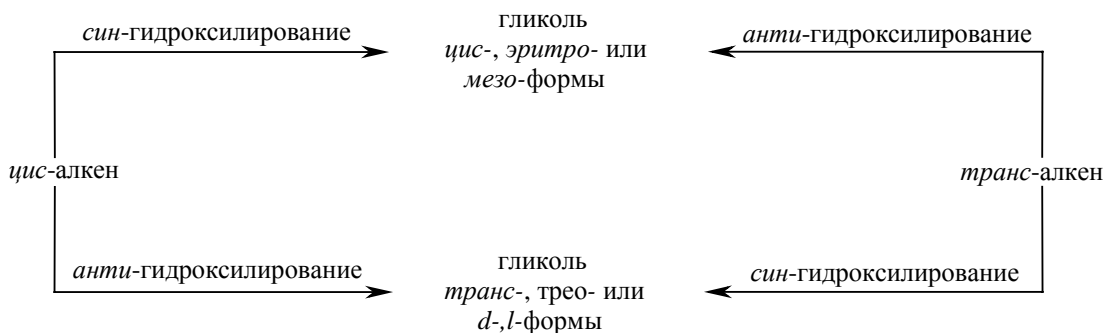 син-гидроксилирование
гликоль
цис-, эритро- или
мезо-формы
анти-гидроксилирование
цис-алкен
транс-алкен
анти-гидроксилирование
гликоль
транс-, трео- или
d-,l-формы
син-гидроксилирование